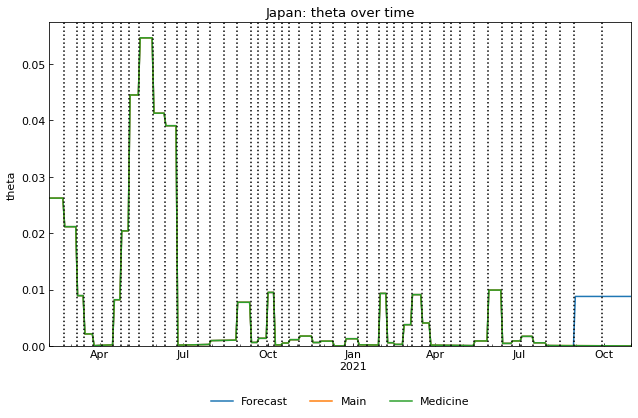 Japan: theta over time
0.05
0.04
0.03
0.02
0.01
0.00
theta
Apr Jul Oct Jan Apr Jul Oct
2021
Forecast Main Medicine